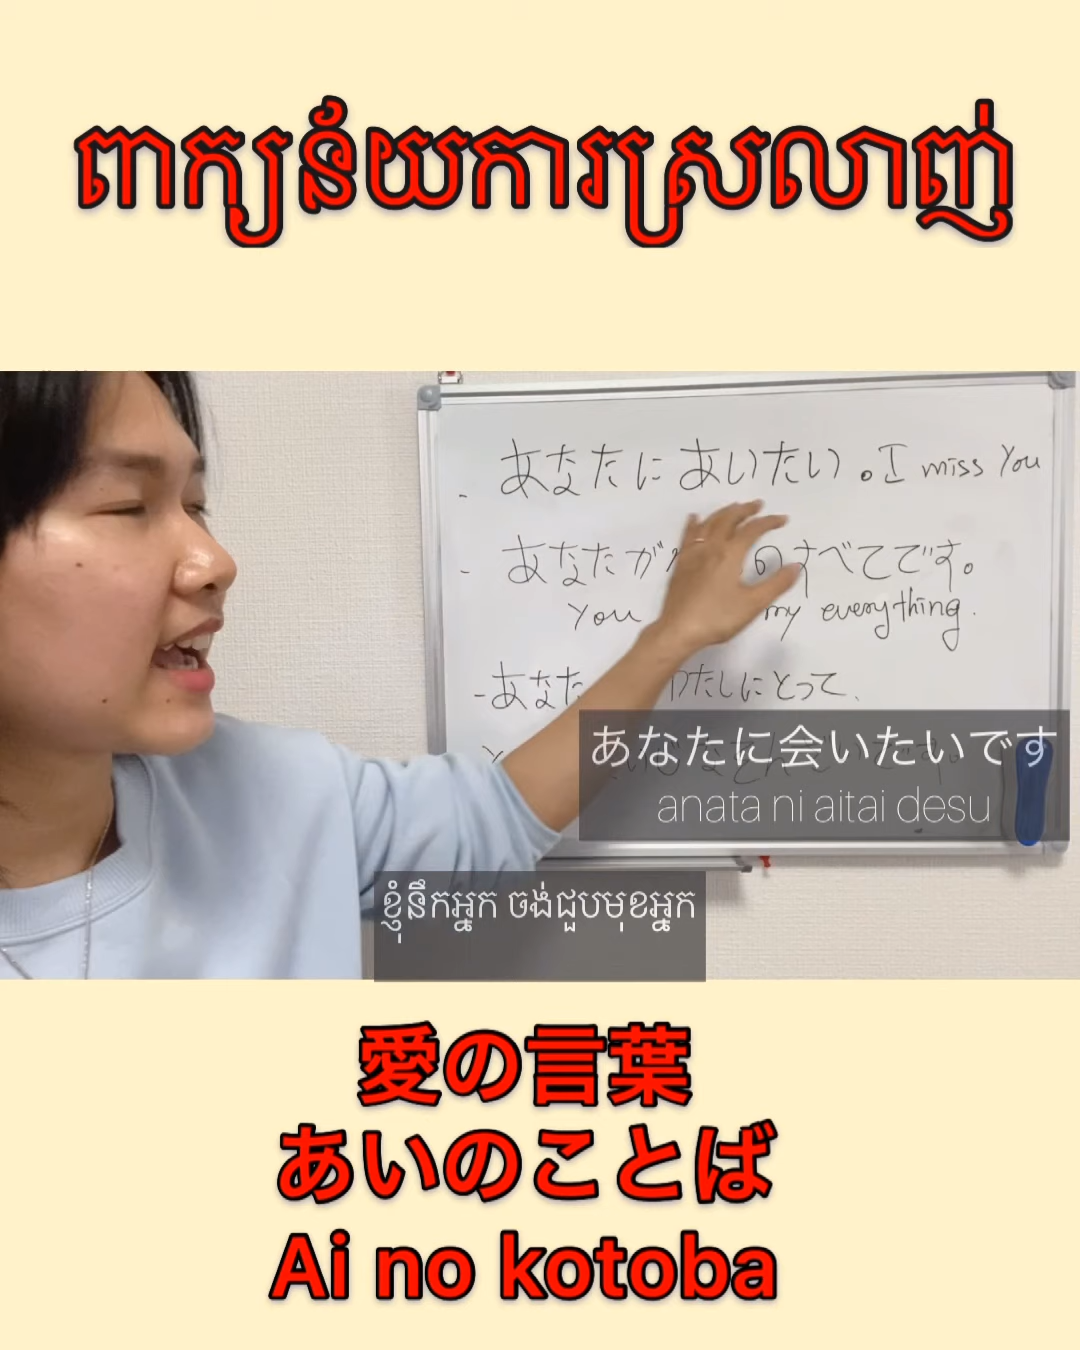 ពាក្យន័យការស្រលាញ់
- あなたにあいたい。I miss You
- あなたが のすべてです。
You my everything.
- あなた たしにとって、
あなたに会いたいです
anata ni aitai desu
ខ្ញុំនឹកអ្នក ចង់ជួបមុខអ្នក
愛の言葉
あいのことば
Ai no kotoba